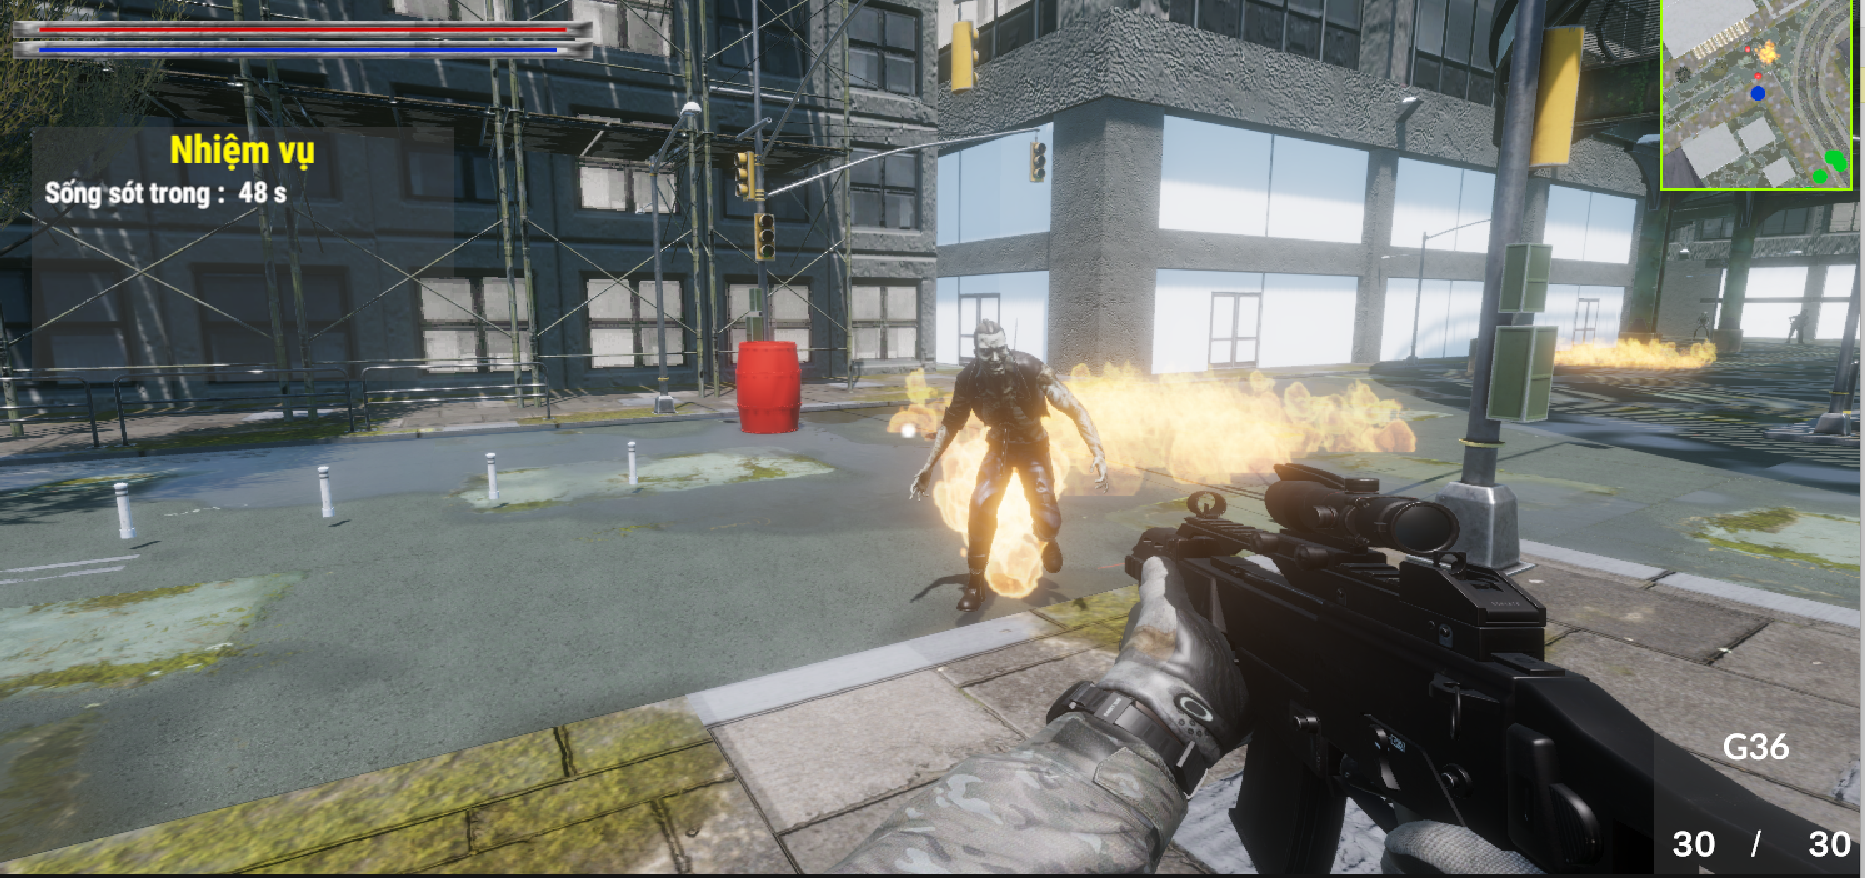 Nhiệm vụ
Sống sót trong : 48 s
G36
30 / 30